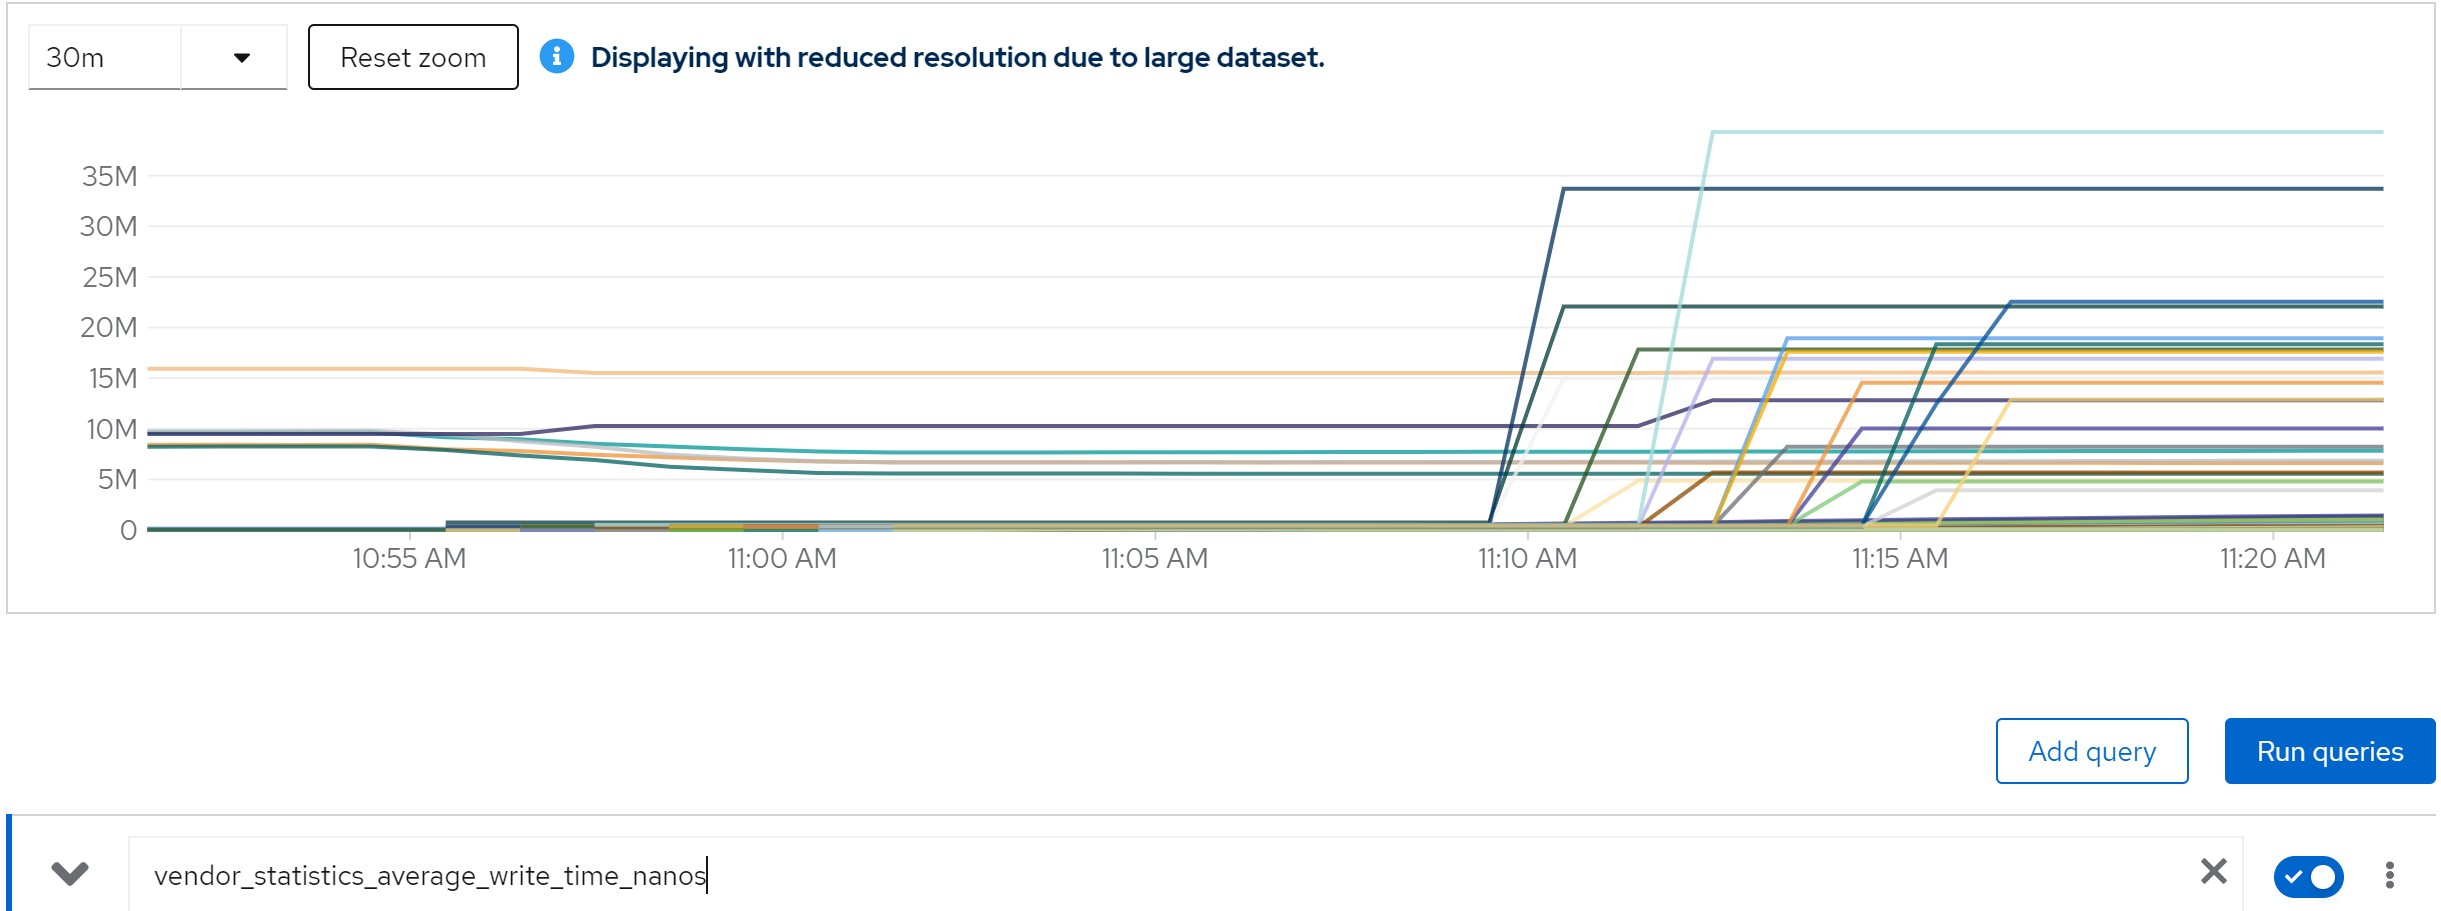 30m
Reset zoom
Displaying with reduced resolution due to large dataset.
35M
30M
25M
20M
15M
10M
5M
0
10:55 AM 11:00 AM 11:05 AM 11:10 AM 11:15 AM 11:20 AM
Add query
Run queries
vendor_statistics_average_write_time_nanos